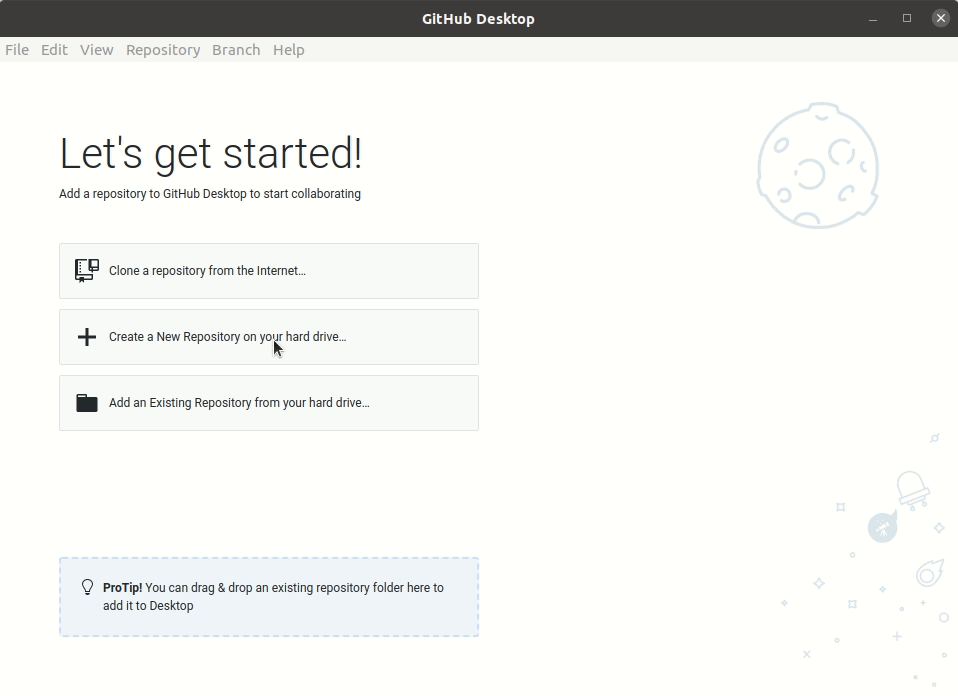 GitHub Desktop
File Edit View Repository Branch Help
Let's get started!
Add a repository to GitHub Desktop to start collaborating
Clone a repository from the Internet...
Create a New Repository on your hard drive...
Add an Existing Repository from your hard drive...
ProTip! You can drag & drop an existing repository folder here to
add it to Desktop